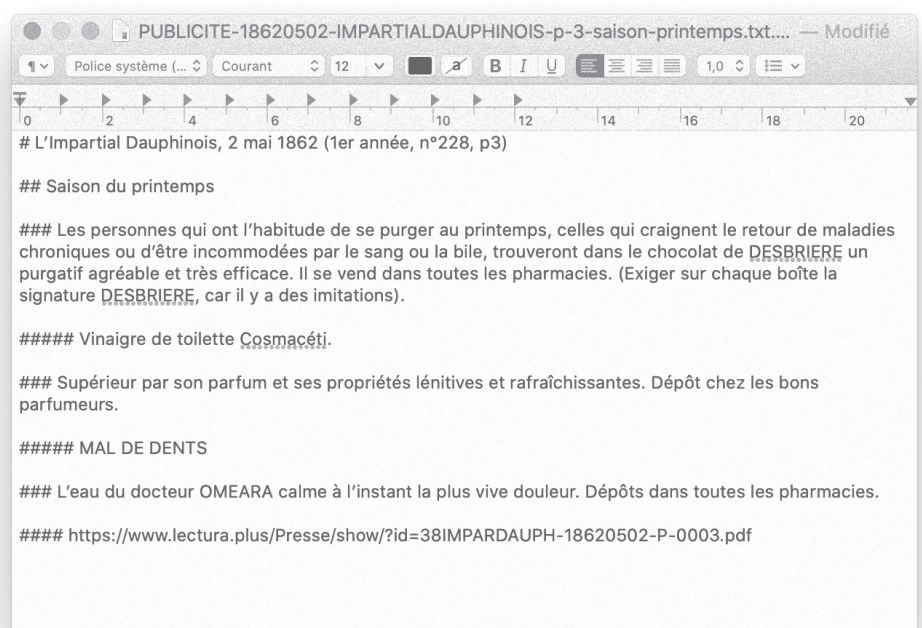 PUBLICITE-18620502-IMPARTIALDAUPHINOIS-p-3-saison-printemps.txt.... — Modifié
¶ Police système (... Courant 12 a B I U 1,0
0 2 4 6 8 10 12 14 16 18 20
# L’Impartial Dauphinois, 2 mai 1862 (1er année, n°228, p3)
## Saison du printemps
### Les personnes qui ont l’habitude de se purger au printemps, celles qui craignent le retour de maladies
chroniques ou d’être incommodées par le sang ou la bile, trouveront dans le chocolat de DESBRIERE un
purgatif agréable et très efficace. Il se vend dans toutes les pharmacies. (Exiger sur chaque boîte la
signature DESBRIERE, car il y a des imitations).
##### Vinaigre de toilette Cosmacéti.
### Supérieur par son parfum et ses propriétés lénitives et rafraîchissantes. Dépôt chez les bons
parfumeurs.
##### MAL DE DENTS
### L’eau du docteur OMEARA calme à l’instant la plus vive douleur. Dépôts dans toutes les pharmacies.
#### https://www.lectura.plus/Presse/show/?id=38IMPARDAUPH-18620502-P-0003.pdf